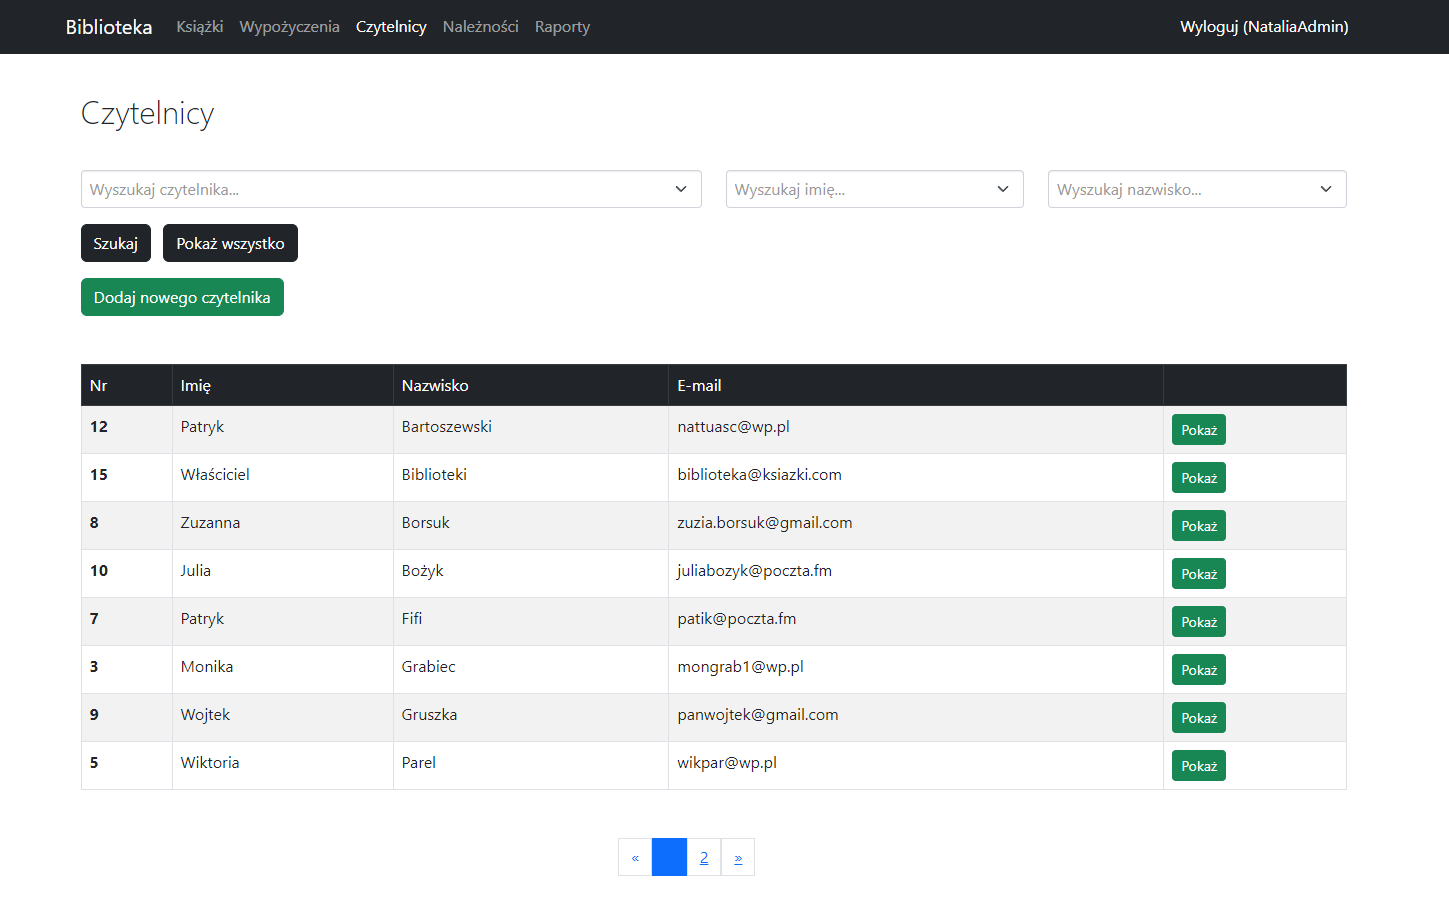 Biblioteka Książki Wypożyczenia Czytelnicy Należności Raporty Wyloguj (NataliaAdmin)
Czytelnicy
Wyszukaj czytelnika... Wyszukaj imię... Wyszukaj nazwisko...
Szukaj Pokaż wszystko
Dodaj nowego czytelnika
Nr Imię Nazwisko E-mail
12 Patryk Bartoszewski nattuasc@wp.pl Pokaż
15 Właściciel Biblioteki biblioteka@ksiazki.com Pokaż
8 Zuzanna Borsuk zuzia.borsuk@gmail.com Pokaż
10 Julia Bożyk juliabozyk@poczta.fm Pokaż
7 Patryk Fifi patik@poczta.fm Pokaż
3 Monika Grabiec mongrab1@wp.pl Pokaż
9 Wojtek Gruszka panwojtek@gmail.com Pokaż
5 Wiktoria Parel wikpar@wp.pl Pokaż
« 2 »